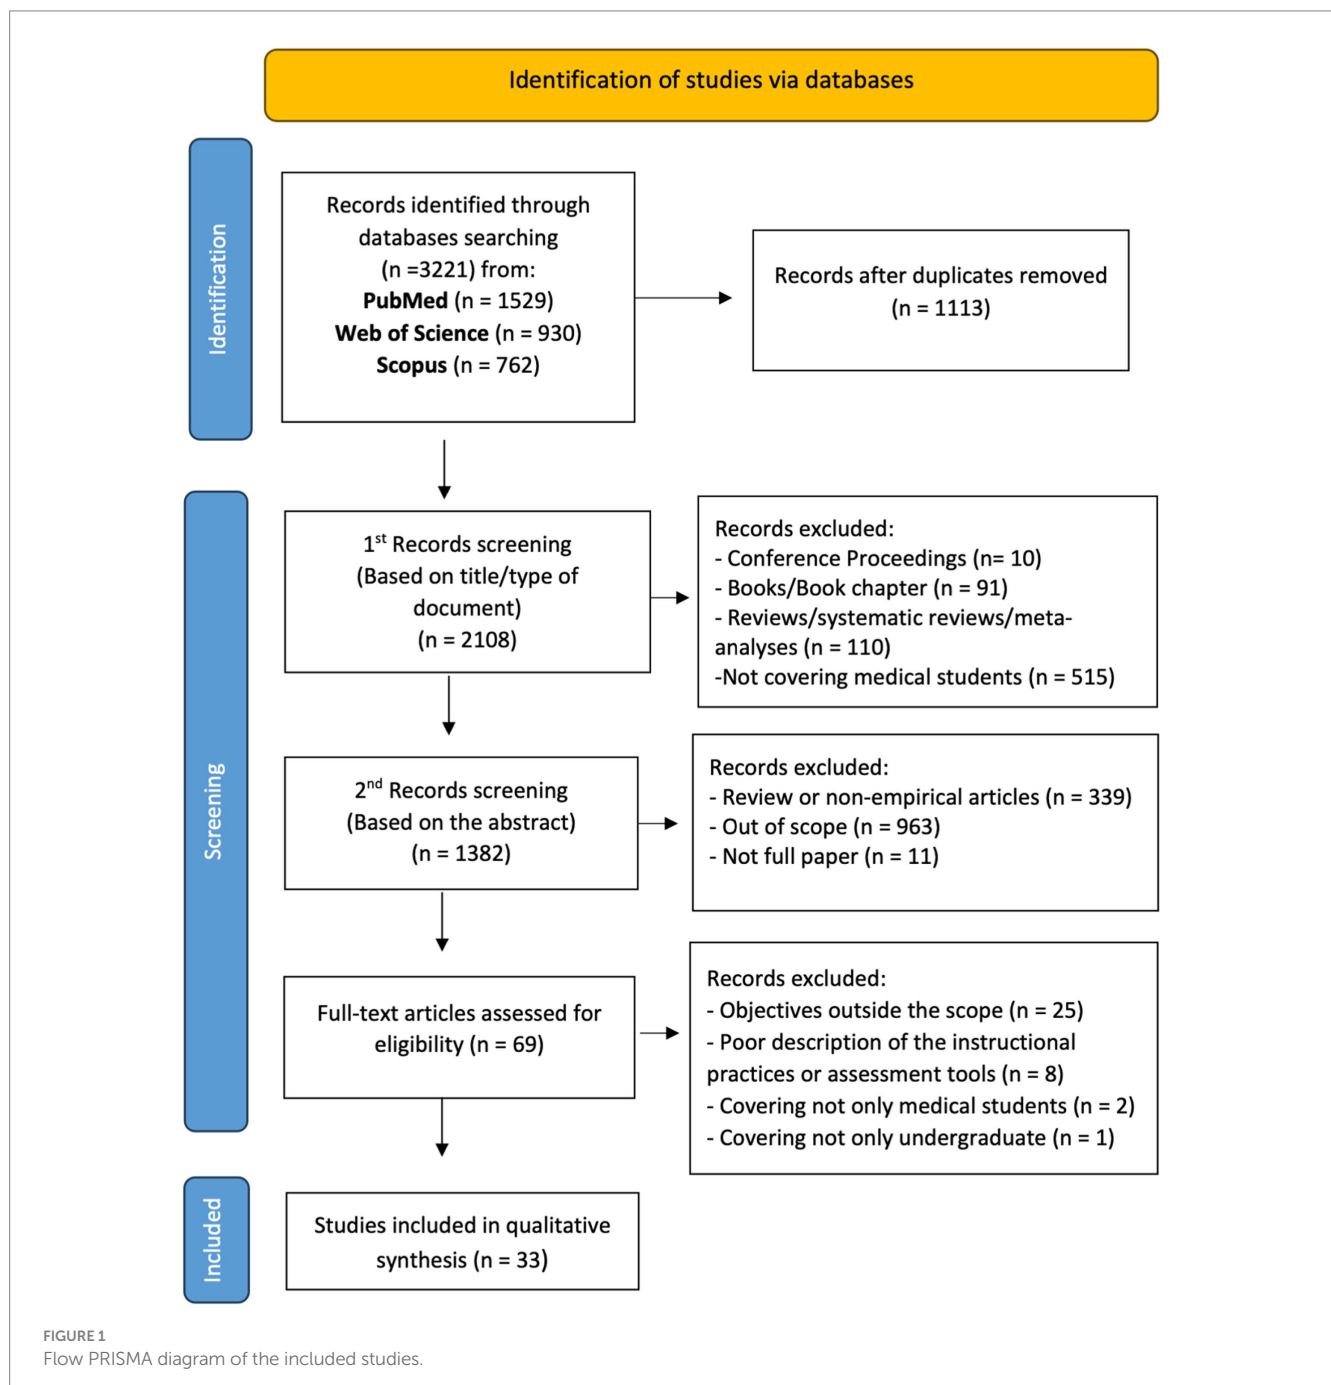 Identification of studies via databases
Identification
Records identified through
databases searching
(n =3221) from:
PubMed (n = 1529)
Web of Science (n = 930)
Scopus (n = 762)
Records after duplicates removed
(n = 1113)
Screening
1st Records screening
(Based on title/type of
document)
(n = 2108)
Records excluded:
- Conference Proceedings (n= 10)
- Books/Book chapter (n = 91)
- Reviews/systematic reviews/meta-
analyses (n = 110)
-Not covering medical students (n = 515)
2nd Records screening
(Based on the abstract)
(n = 1382)
Records excluded:
- Review or non-empirical articles (n = 339)
- Out of scope (n = 963)
- Not full paper (n = 11)
Full-text articles assessed for
eligibility (n = 69)
Records excluded:
- Objectives outside the scope (n = 25)
- Poor description of the instructional
practices or assessment tools (n = 8)
- Covering not only medical students (n = 2)
- Covering not only undergraduate (n = 1)
Included
Studies included in qualitative
synthesis (n = 33)
FIGURE 1
Flow PRISMA diagram of the included studies.